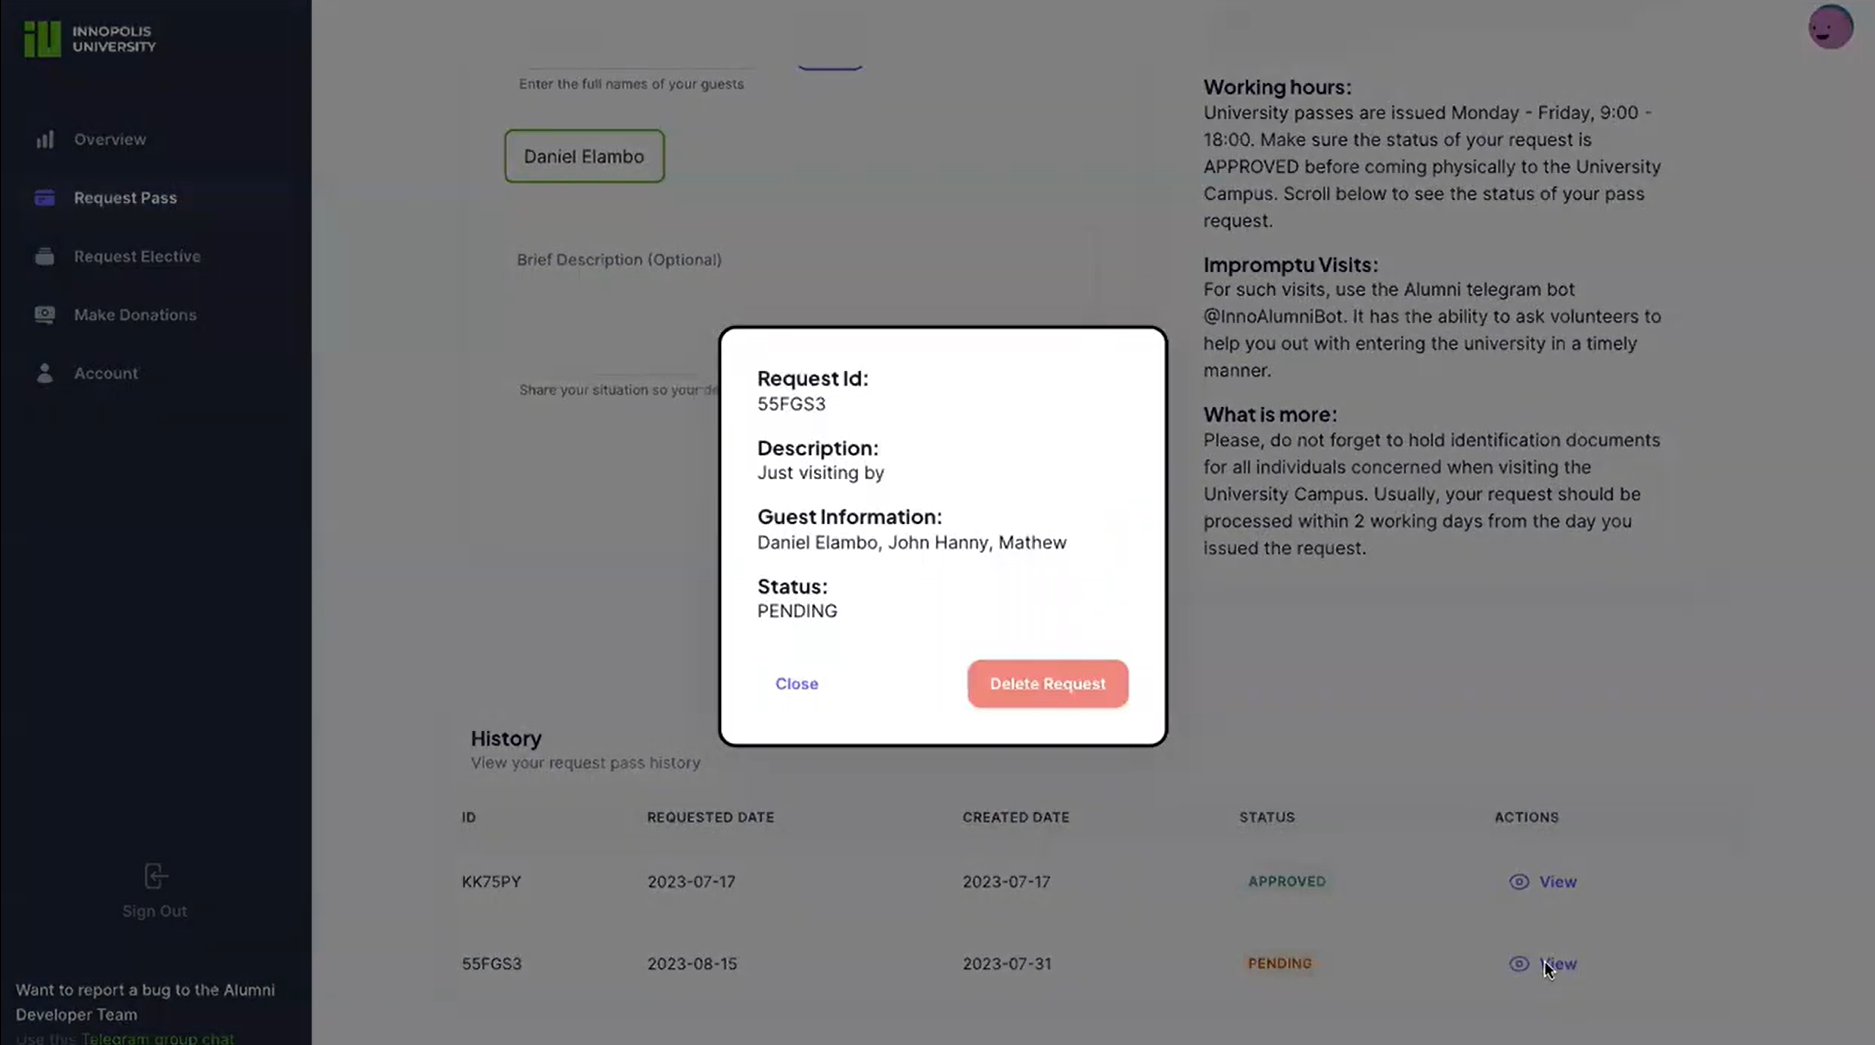 INNOPOLIS
UNIVERSITY
Overview
Request Pass
Request Elective
Make Donations
Account
Sign Out
Want to report a bug to the Alumni
Developer Team
Use this Telegram group chat
Enter the full names of your guests
Daniel Elambo
Brief Description (Optional)
Share your situation so your
Working hours:
University passes are issued Monday - Friday, 9:00 -
18:00. Make sure the status of your request is
APPROVED before coming physically to the University
Campus. Scroll below to see the status of your pass
request.
Impromptu Visits:
For such visits, use the Alumni telegram bot
@InnoAlumniBot. It has the ability to ask volunteers to
help you out with entering the university in a timely
manner.
What is more:
Please, do not forget to hold identification documents
for all individuals concerned when visiting the
University Campus. Usually, your request should be
processed within 2 working days from the day you
issued the request.
Request Id:
55FGS3
Description:
Just visiting by
Guest Information:
Daniel Elambo, John Hanny, Mathew
Status:
PENDING
Close
Delete Request
History
View your request pass history
ID REQUESTED DATE CREATED DATE STATUS ACTIONS
KK75PY 2023-07-17 2023-07-17 APPROVED View
55FGS3 2023-08-15 2023-07-31 PENDING View